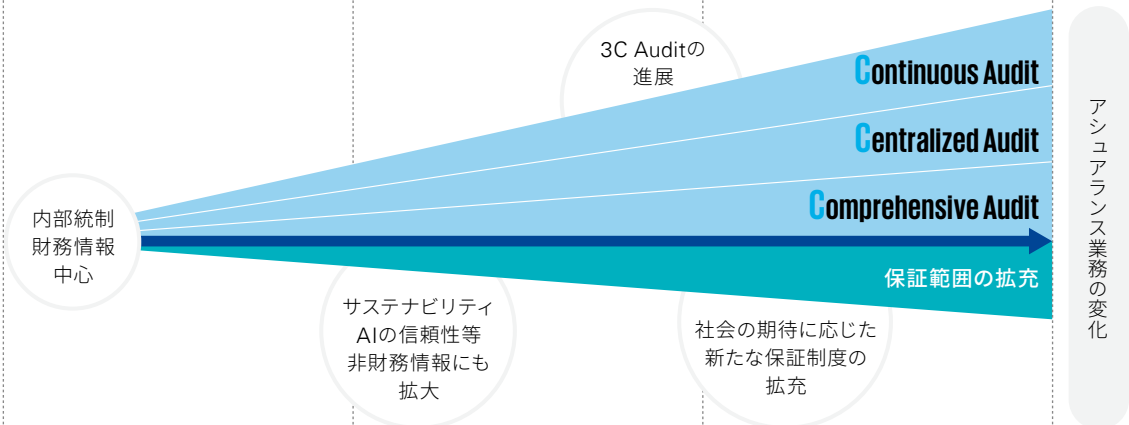 3C Auditの
進展
Continuous Audit
Centralized Audit
Comprehensive Audit
内部統制
財務情報
中心
保証範囲の拡充
サステナビリティ
AIの信頼性等
非財務情報にも
拡大
社会の期待に応じた
新たな保証制度の
拡充
アシュアランス業務の変化